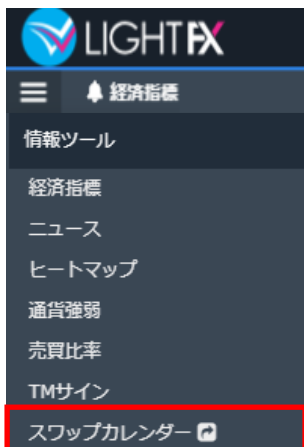 LIGHT FX
経済指標
情報ツール
経済指標
ニュース
ヒートマップ
通貨強弱
売買比率
TMサイン
スワップカレンダー